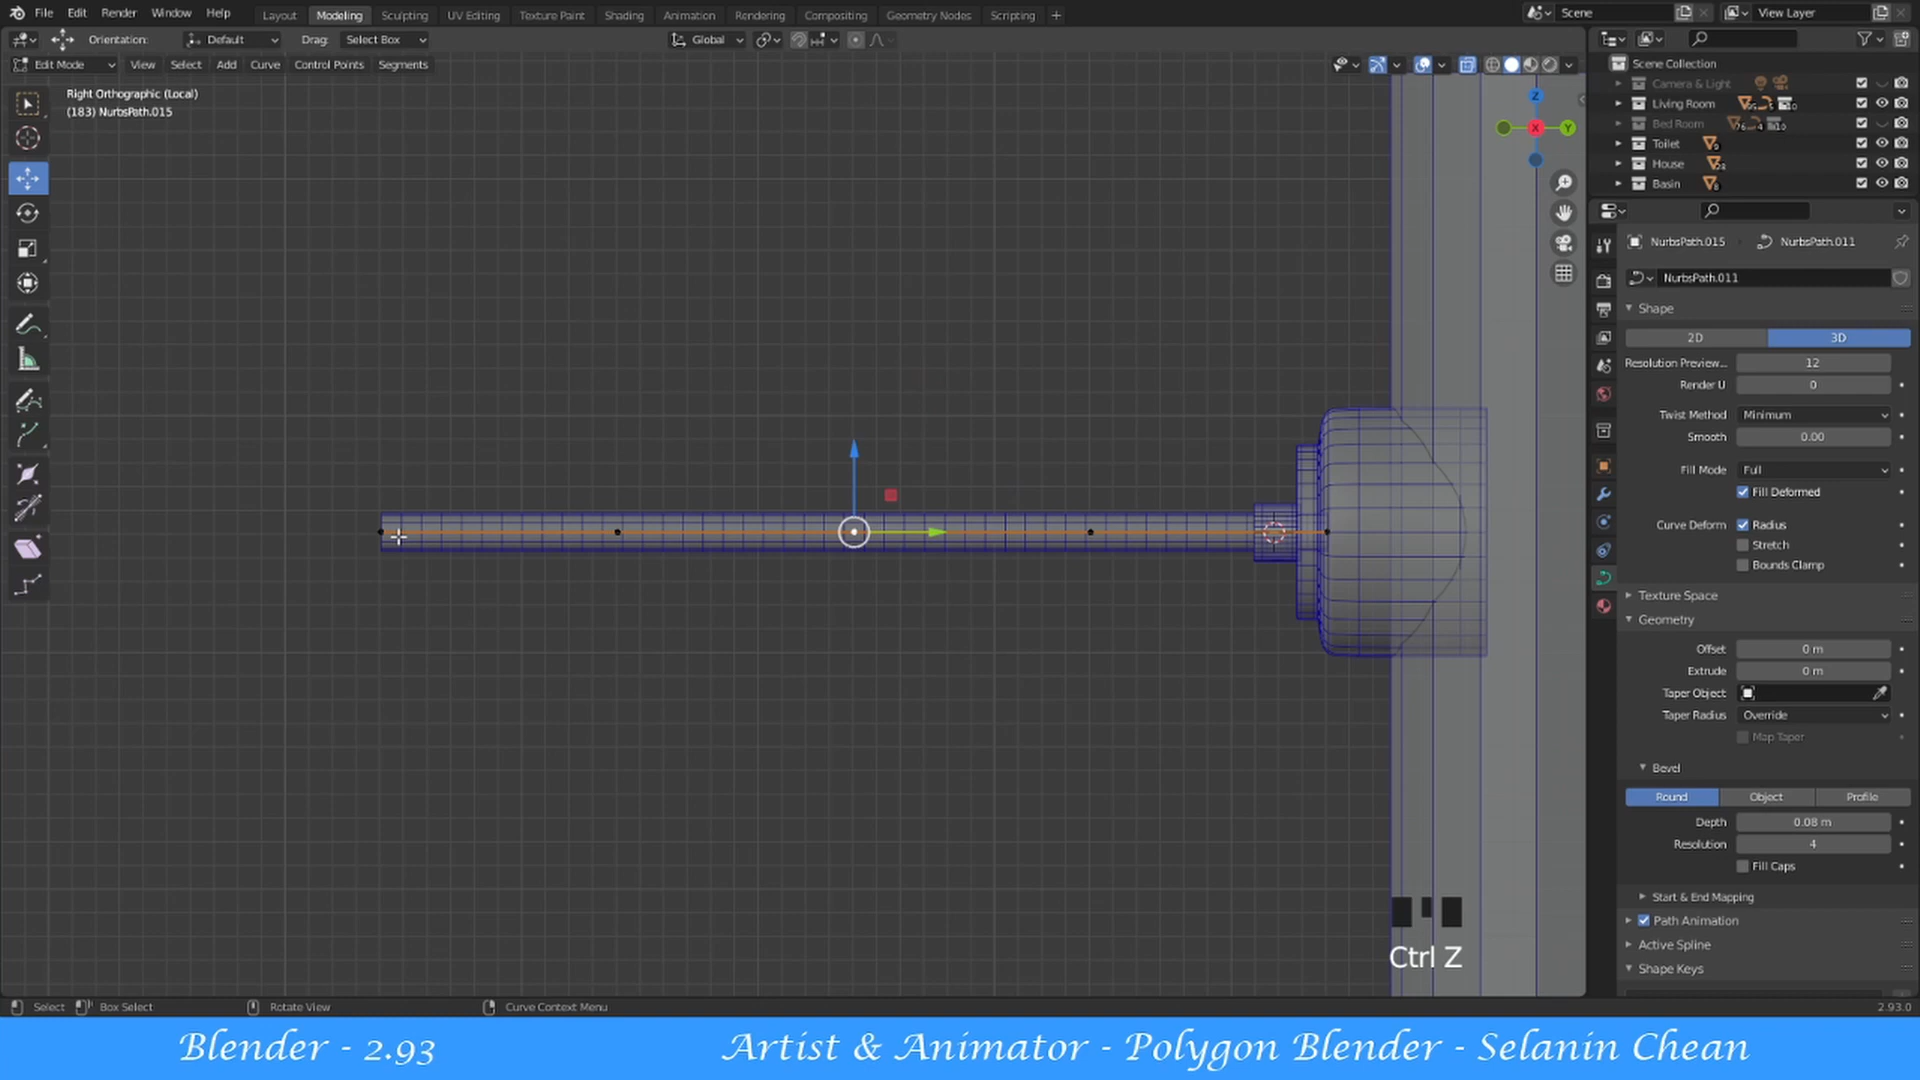 File Edit Render Window Help Layout Modeling Sculpting UV Editing Texture Paint Shading Animation Rendering Compositing Geometry Nodes Scripting + Scene View Layer
Orientation: Default Drag: Select Box Global
Edit Mode View Select Add Curve Control Points Segments
Right Orthographic (Local)
(183) NurbsPath.015
Z
X
Y
Scene Collection
Camera & Light
Living Room
Bed Room
Toilet
House
Basin
NurbsPath.015 NurbsPath.011
NurbsPath.011
Shape
2D 3D
Resolution Preview... 12
Render U 0
Twist Method Minimum
Smooth 0.00
Fill Mode Full
Fill Deformed
Curve Deform Radius
Stretch
Bounds Clamp
Texture Space
Geometry
Offset 0 m
Extrude 0 m
Taper Object
Taper Radius Override
Map Taper
Bevel
Round Object Profile
Depth 0.08 m
Resolution 4
Fill Caps
Start & End Mapping
Path Animation
Active Spline
Shape Keys
Ctrl Z
Select Box Select Rotate View Curve Context Menu 2.93.0
Blender - 2.93 Artist & Animator - Polygon Blender - Selanin Chean